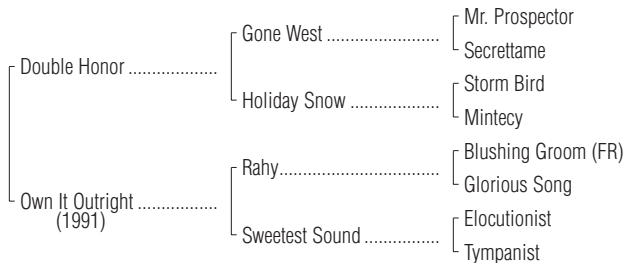 Mr. Prospector
Gone West ........................
Secrettame
Double Honor ...................
Storm Bird
Holiday Snow ...................
Mintecy
Blushing Groom (FR)
Rahy..................................
Glorious Song
Own It Outright .................
(1991)
Elocutionist
Sweetest Sound ................
Tympanist